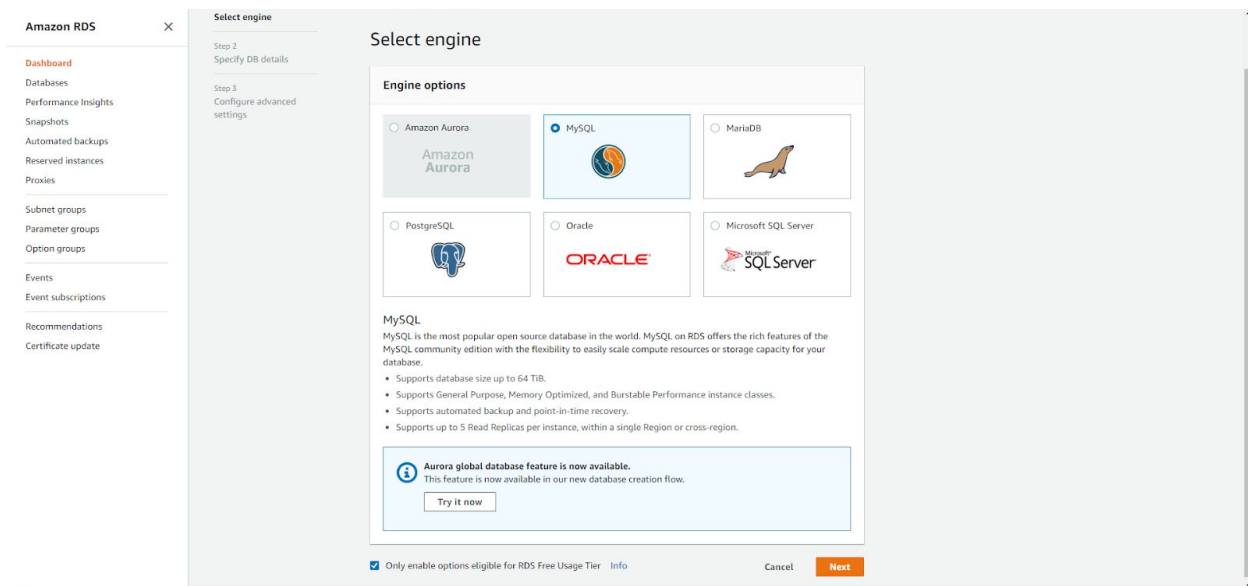 Amazon RDS
Dashboard
Databases
Performance Insights
Snapshots
Automated backups
Reserved instances
Proxies
Subnet groups
Parameter groups
Option groups
Events
Event subscriptions
Recommendations
Certificate update
Select engine
Step 2
Specify DB details
Step 3
Configure advanced
settings
Select engine
Engine options
Amazon Aurora
Amazon
Aurora
MySQL
MariaDB
PostgreSQL
Oracle
ORACLE
Microsoft SQL Server
Microsoft
SQL Server
MySQL
MySQL is the most popular open source database in the world. MySQL on RDS offers the rich features of the
MySQL community edition with the flexibility to easily scale compute resources or storage capacity for your
database.
• Supports database size up to 64 TiB.
• Supports General Purpose, Memory Optimized, and Burstable Performance instance classes.
• Supports automated backup and point-in-time recovery.
• Supports up to 5 Read Replicas per instance, within a single Region or cross-region.
Aurora global database feature is now available.
This feature is now available in our new database creation flow.
Try it now
Only enable options eligible for RDS Free Usage Tier Info
Cancel
Next